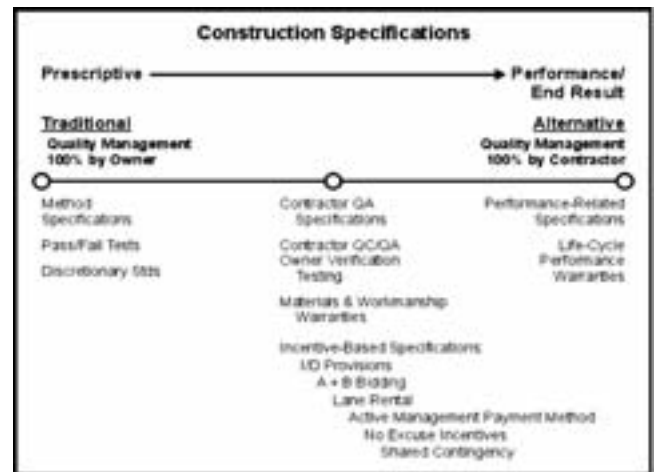 Construction Specifications
Prescriptive
Performance/
End Result
Traditional
Quality Management
100% by Owner
Alternative
Quality Management
100% by Contractor
Method
Specifications
Pass/Fail Tests
Discretionary Stds
Contractor QA
Specifications
Contractor QC/QA
Owner Verification
Testing
Materials & Workmanship
Warranties
Incentive-Based Specifications
I/D Provisions
A + B Bidding
Lane Rental
Active Management Payment Method
No Excuse Incentives
Shared Contingency
Performance-Related
Specifications
Life-Cycle
Performance
Warranties